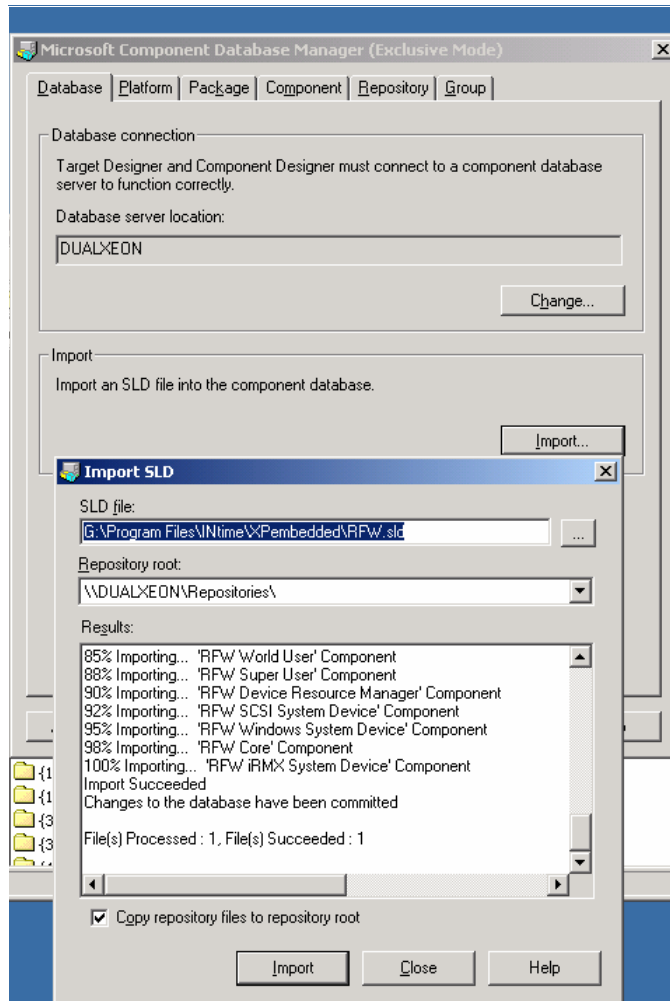 Microsoft Component Database Manager (Exclusive Mode)
Database Platform Package Component Repository Group
Database connection
Target Designer and Component Designer must connect to a component database
server to function correctly.
Database server location:
DUALXEON
Change...
Import
Import an SLD file into the component database.
Import...
Import SLD
SLD file:
G:\Program Files\INtime\XPembedded\RFW.sld
...
Repository root:
\\DUALXEON\Repositories\
Results:
85% Importing... 'RFW World User' Component
88% Importing... 'RFW Super User' Component
90% Importing... 'RFW Device Resource Manager' Component
92% Importing... 'RFW SCSI System Device' Component
95% Importing... 'RFW Windows System Device' Component
98% Importing... 'RFW Core' Component
100% Importing... 'RFW iRMX System Device' Component
Import Succeeded
Changes to the database have been committed
File(s) Processed : 1, File(s) Succeeded : 1
{1
{1
{3
{3
Copy repository files to repository root
Import Close Help